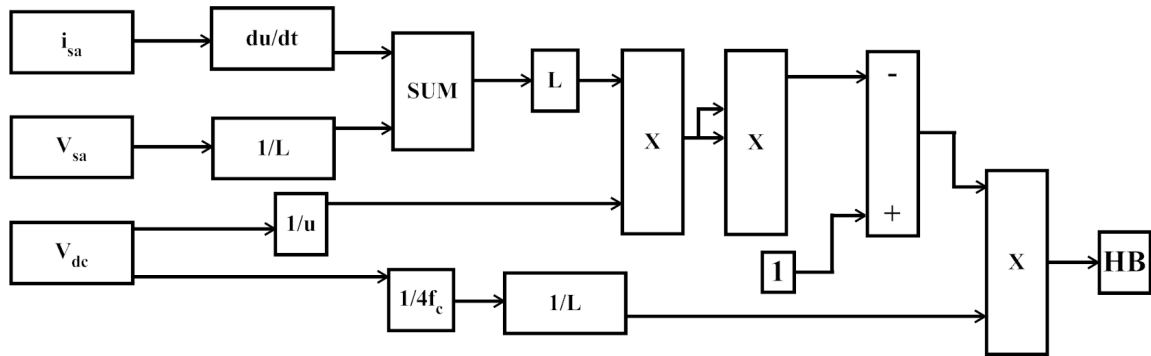 i_sa
du/dt
SUM
L
X
X
-
+
V_sa
1/L
V_dc
1/u
1
1/4f_c
1/L
X
HB